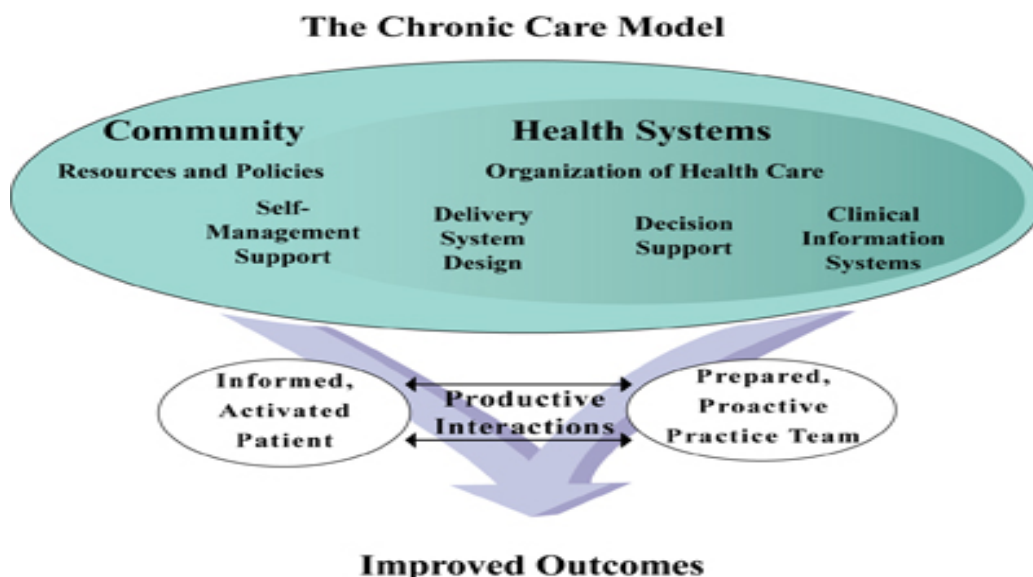 The Chronic Care Model
Community
Resources and Policies
Health Systems
Organization of Health Care
Self-
Management
Support
Delivery
System
Design
Decision
Support
Clinical
Information
Systems
Informed,
Activated
Patient
Productive
Interactions
Prepared,
Proactive
Practice Team
Improved Outcomes